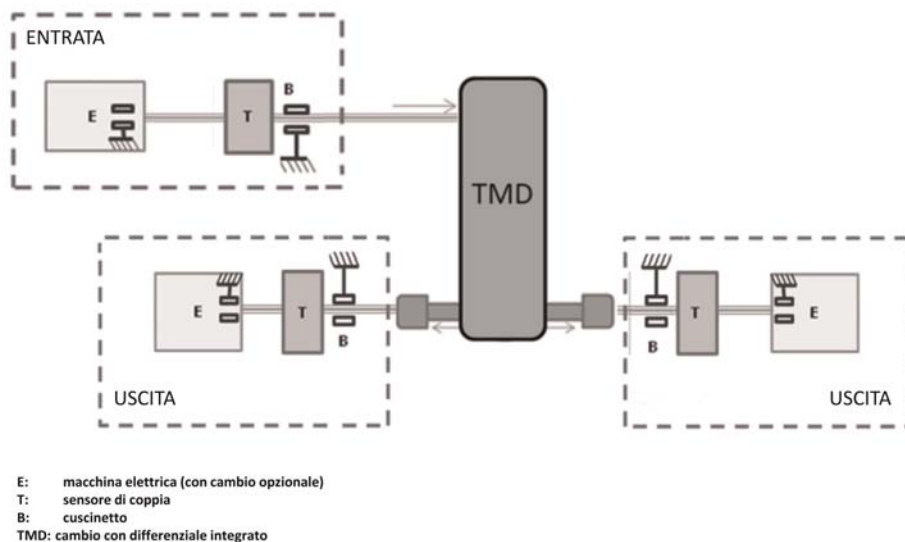 ENTRATA
B
E
T
TMD
E
T
B
USCITA
B
T
E
USCITA
E: macchina elettrica (con cambio opzionale)
T: sensore di coppia
B: cuscinetto
TMD: cambio con differenziale integrato